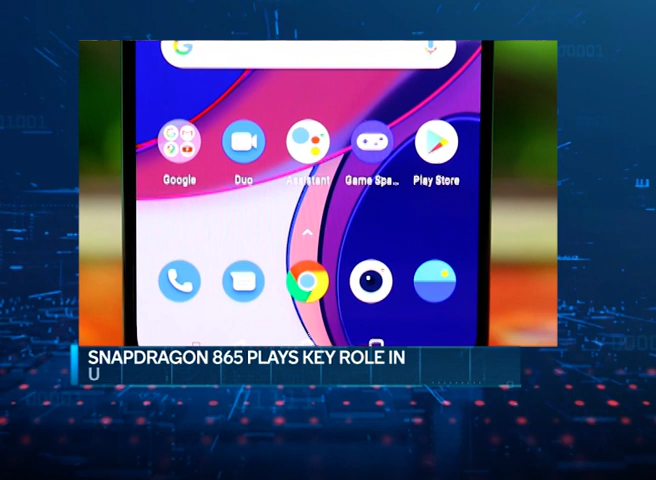 Google Duo Assistant Game Spa... Play Store
SNAPDRAGON 865 PLAYS KEY ROLE IN
U